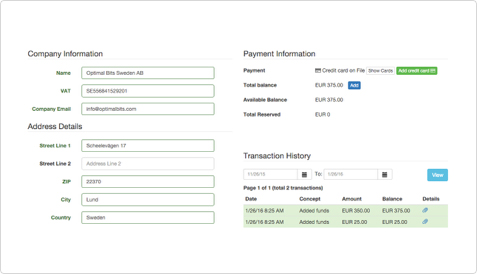 Company Information
Name Optimal Bits Sweden AB
VAT SE556841529201
Company Email info@optimalbits.com
Address Details
Street Line 1 Scheelevägen 17
Street Line 2 Address Line 2
ZIP 22370
City Lund
Country Sweden
Payment Information
Payment Credit card on File Show Cards Add credit card
Total balance EUR 375.00 Add
Available Balance EUR 375.00
Total Reserved EUR 0
Transaction History
11/26/15 To: 1/26/16 View
Page 1 of 1 (total 2 transactions)
Date Concept Amount Balance Details
1/26/16 8:25 AM Added funds EUR 350.00 EUR 375.00
1/26/16 8:25 AM Added funds EUR 25.00 EUR 25.00